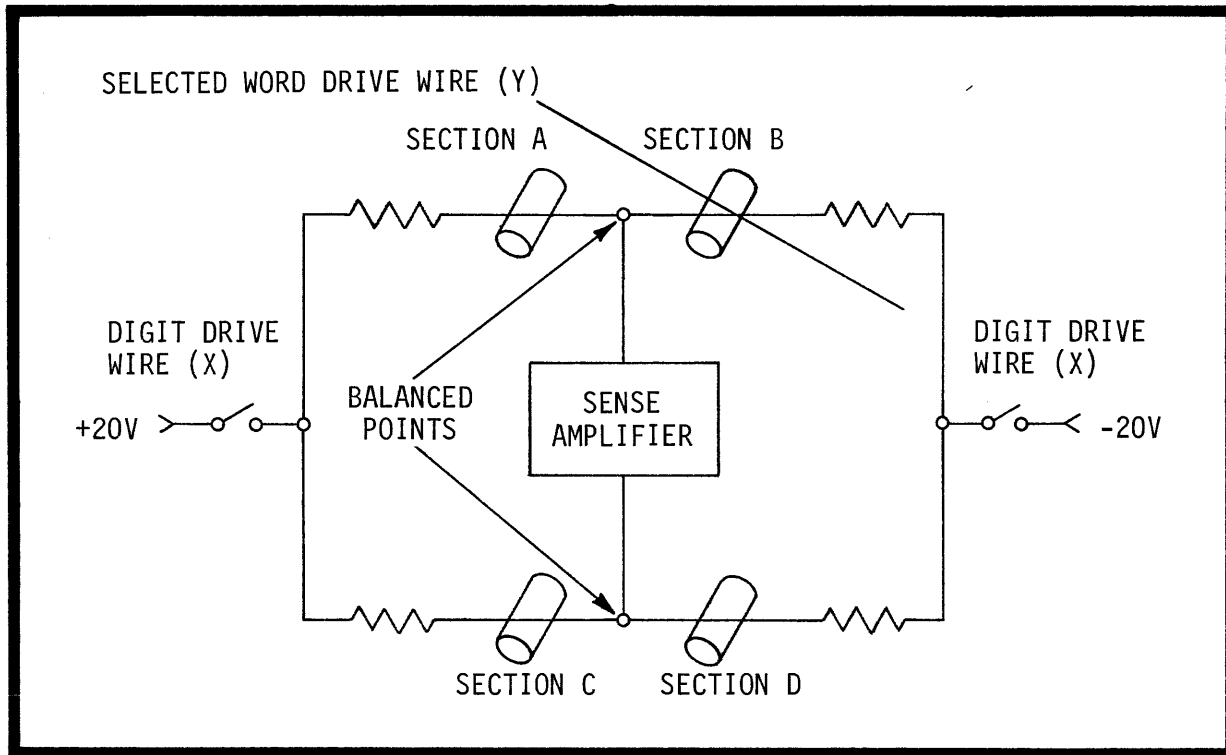 SELECTED WORD DRIVE WIRE (Y)
SECTION A
SECTION B
DIGIT DRIVE
WIRE (X)
+20V
BALANCED
POINTS
SENSE
AMPLIFIER
DIGIT DRIVE
WIRE (X)
-20V
SECTION C
SECTION D